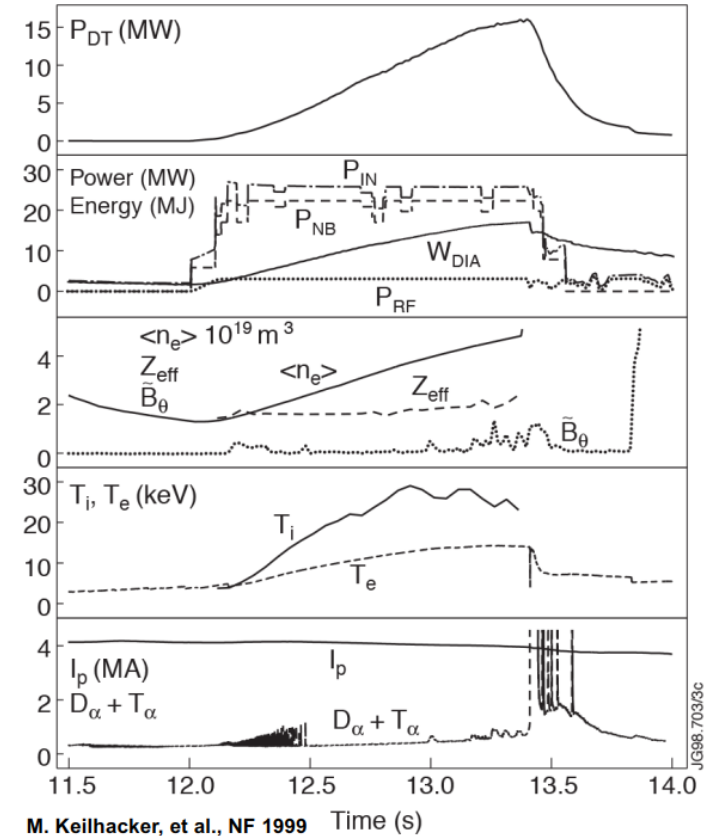 P_DT (MW)
15
10
5
0
Power (MW)
Energy (MJ)
30
20
10
0
P_IN
P_NB
W_DIA
P_RF
<n_e> 10^19 m^3
Z_eff
B̃_θ
4
2
0
<n_e>
Z_eff
B̃_θ
T_i, T_e (keV)
30
20
10
0
T_i
T_e
I_p (MA)
D_α + T_α
4
2
0
I_p
D_α + T_α
JG98.703/3c
11.5 12.0 12.5 13.0 13.5 14.0
M. Keilhacker, et al., NF 1999 Time (s)